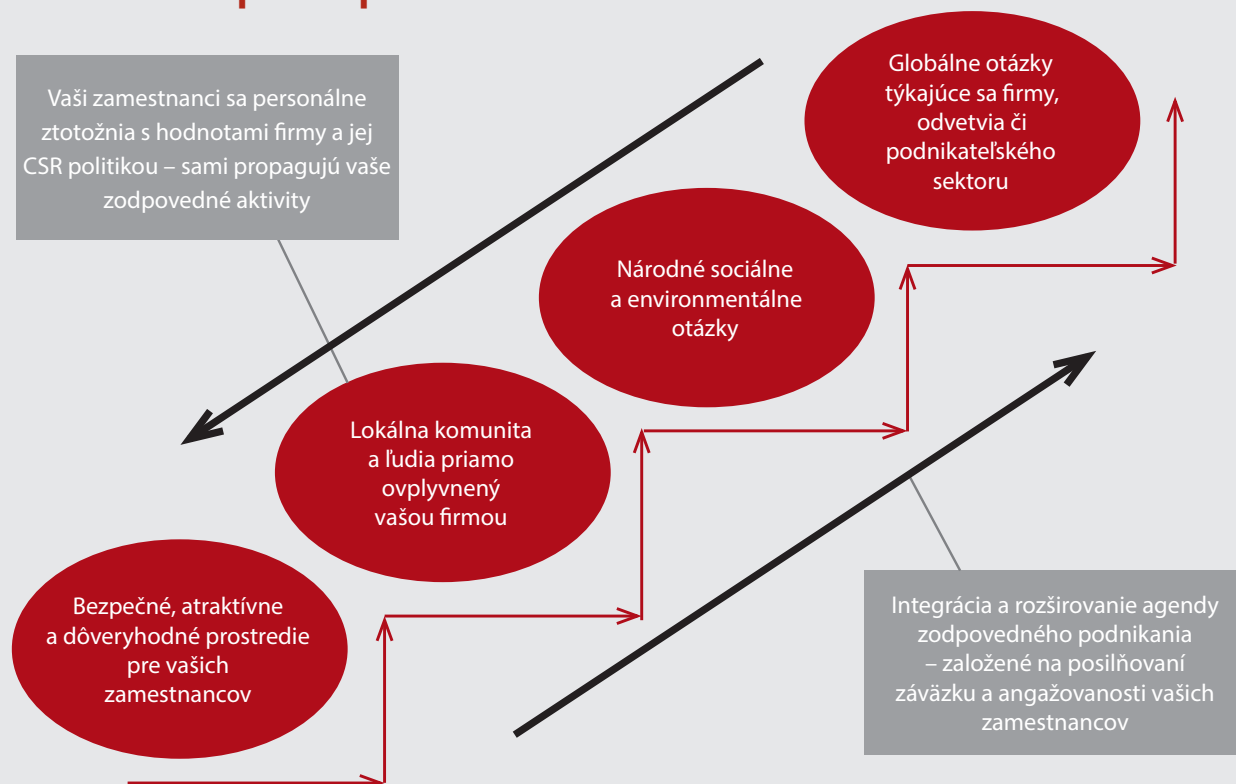 Vaši zamestnanci sa personálne
ztotožnia s hodnotami firmy a jej
CSR politikou – sami propagujú vaše
zodpovedné aktivity
Globálne otázky
týkajúce sa firmy,
odvetvia či
podnikateľského
sektoru
Národné sociálne
a environmentálne
otázky
Lokálna komunita
a ľudia priamo
ovplyvnený
vašou firmou
Bezpečné, atraktívne
a dôveryhodné prostredie
pre vašich
zamestnancov
Integrácia a rozširovanie agendy
zodpovedného podnikania
– založené na posilňovaní
záväzku a angažovanosti vašich
zamestnancov